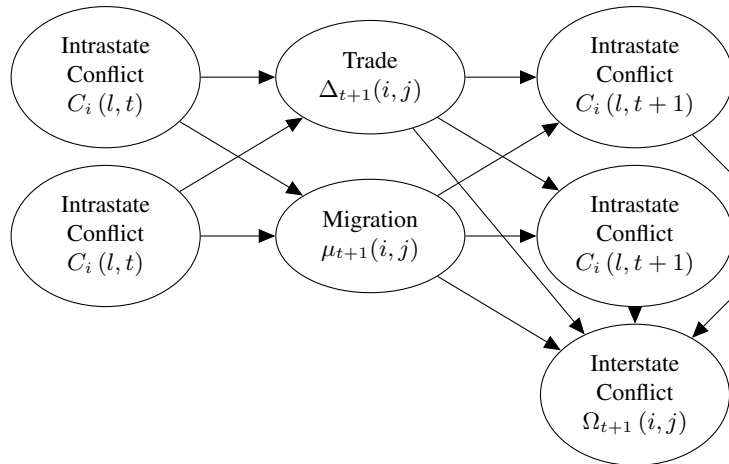 Intrastate
Conflict
C_i (l, t)
Trade
Δ_{t+1}(i, j)
Intrastate
Conflict
C_i (l, t + 1)
Intrastate
Conflict
C_i (l, t)
Migration
μ_{t+1}(i, j)
Intrastate
Conflict
C_i (l, t + 1)
Interstate
Conflict
Ω_{t+1} (i, j)